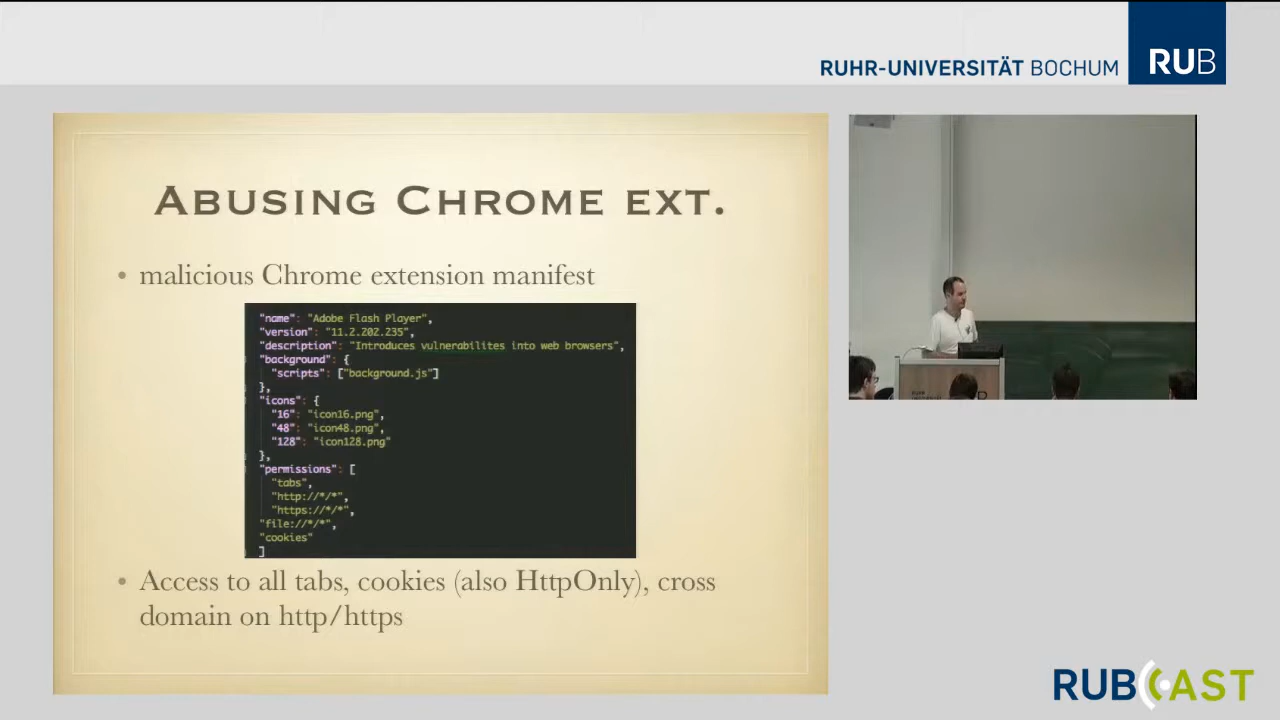 RUHR-UNIVERSITÄT BOCHUM
RUB
ABUSING CHROME EXT.
• malicious Chrome extension manifest
"name": "Adobe Flash Player",
"version": "11.2.202.235",
"description": "Introduces vulnerabilites into web browsers",
"background": {
"scripts": ["background.js"]
},
"icons": {
"16": "icon16.png",
"48": "icon48.png",
"128": "icon128.png"
},
"permissions": [
"tabs",
"http://*/*",
"https://*/*",
"file://*/*",
"cookies"
]
• Access to all tabs, cookies (also HttpOnly), cross
domain on http/https
RUBCAST